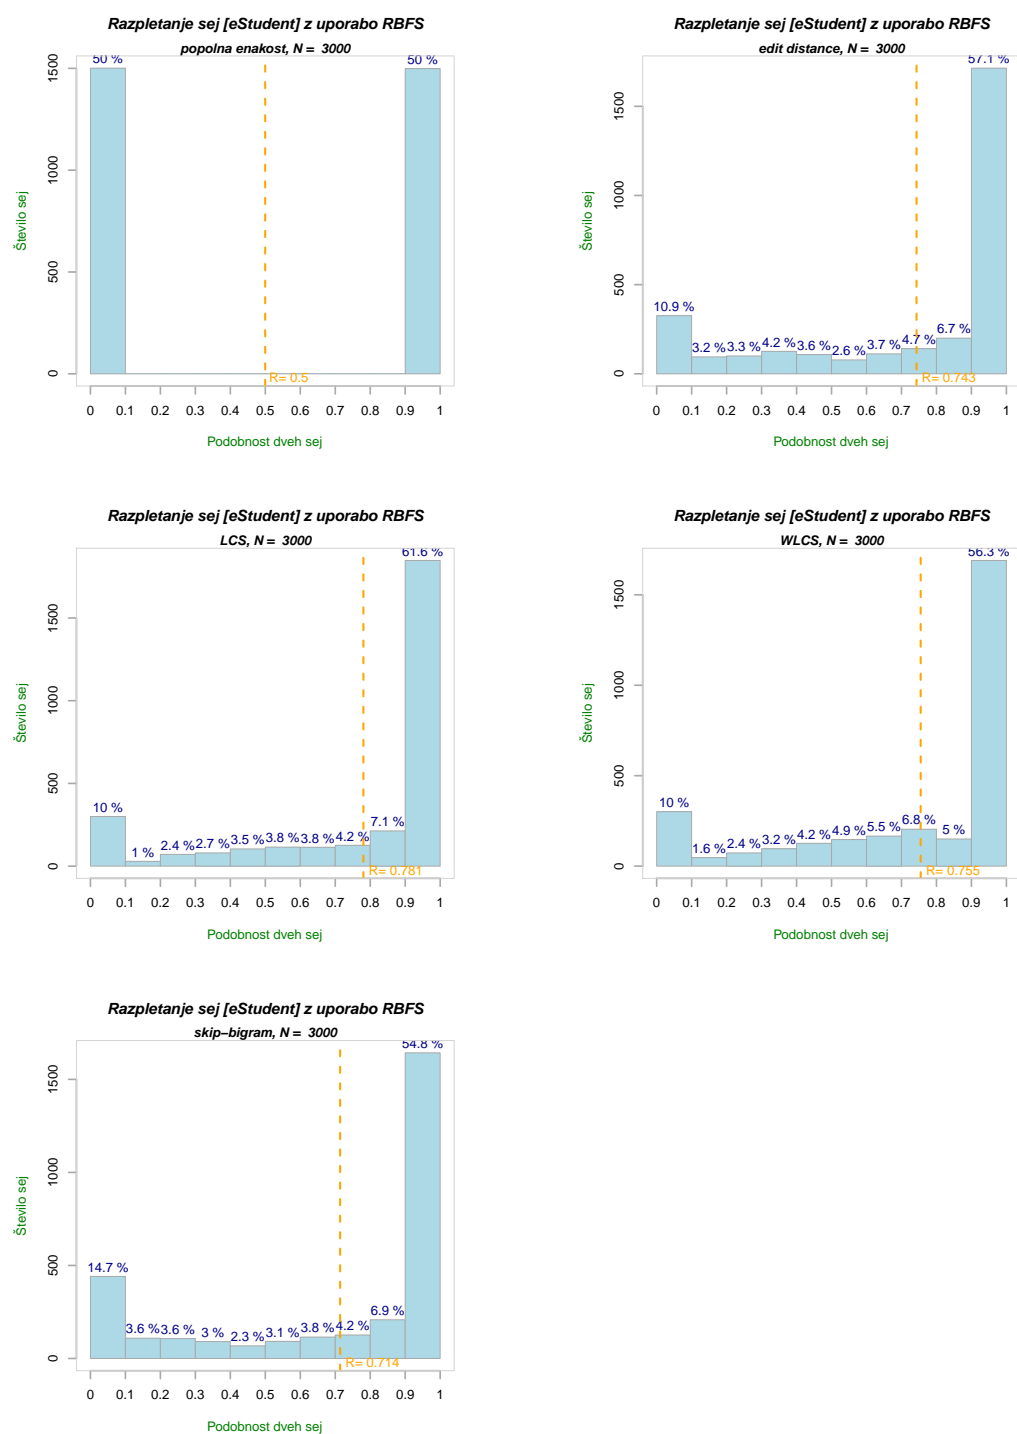 Razpletanje sej [eStudent] z uporabo RBFS
popolna enakost, N = 3000
50 %
50 %
1500
1000
500
0
Število sej
R= 0.5
0 0.1 0.2 0.3 0.4 0.5 0.6 0.7 0.8 0.9 1
Podobnost dveh sej
Razpletanje sej [eStudent] z uporabo RBFS
edit distance, N = 3000
57.1 %
1500
1000
500
0
Število sej
10.9 %
3.2 % 3.3 % 4.2 % 3.6 % 2.6 % 3.7 % 4.7 % 6.7 %
R= 0.743
0 0.1 0.2 0.3 0.4 0.5 0.6 0.7 0.8 0.9 1
Podobnost dveh sej
Razpletanje sej [eStudent] z uporabo RBFS
LCS, N = 3000
61.6 %
1500
1000
500
0
Število sej
10 %
1 % 2.4 % 2.7 % 3.5 % 3.8 % 3.8 % 4.2 % 7.1 %
R= 0.781
0 0.1 0.2 0.3 0.4 0.5 0.6 0.7 0.8 0.9 1
Podobnost dveh sej
Razpletanje sej [eStudent] z uporabo RBFS
WLCS, N = 3000
56.3 %
1500
1000
500
0
Število sej
10 %
1.6 % 2.4 % 3.2 % 4.2 % 4.9 % 5.5 % 6.8 % 5 %
R= 0.755
0 0.1 0.2 0.3 0.4 0.5 0.6 0.7 0.8 0.9 1
Podobnost dveh sej
Razpletanje sej [eStudent] z uporabo RBFS
skip–bigram, N = 3000
54.8 %
1500
1000
500
0
Število sej
14.7 %
3.6 % 3.6 % 3 % 2.3 % 3.1 % 3.8 % 4.2 % 6.9 %
R= 0.714
0 0.1 0.2 0.3 0.4 0.5 0.6 0.7 0.8 0.9 1
Podobnost dveh sej